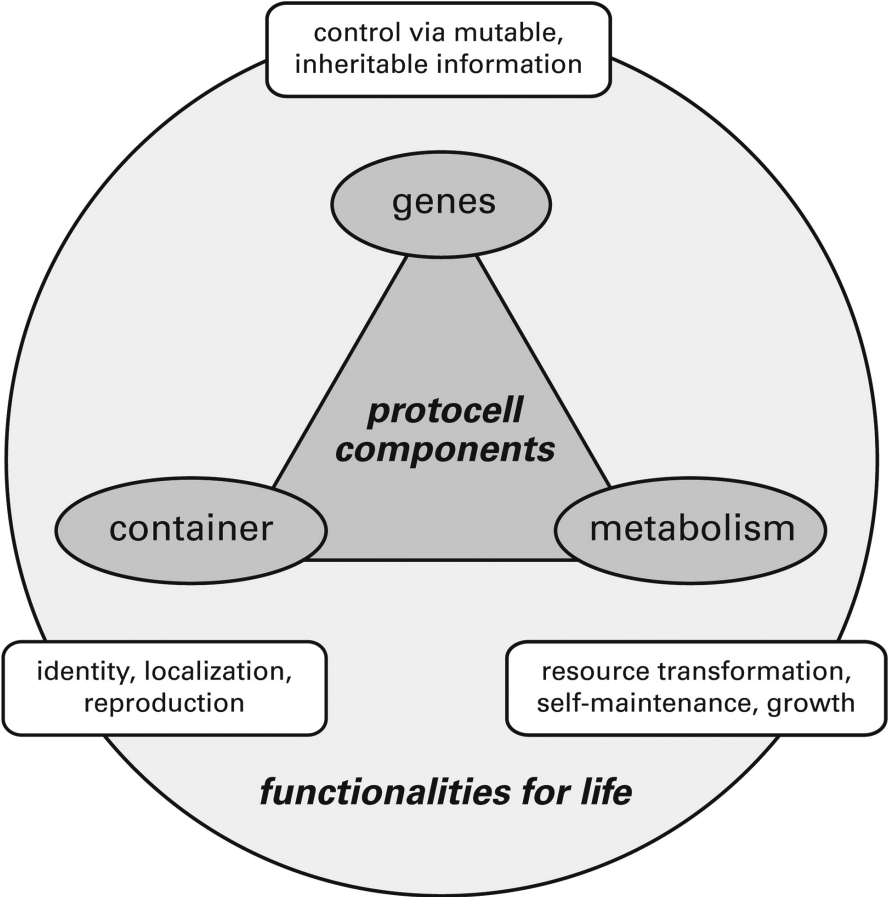 control via mutable,
inheritable information
genes
protocell
components
container
metabolism
identity, localization,
reproduction
resource transformation,
self-maintenance, growth
functionalities for life